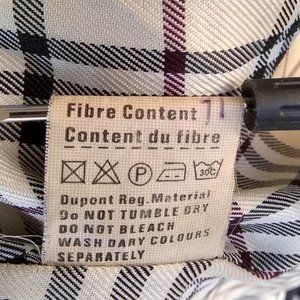 Fibre Content 71
Content du fibre
P 30C
Dupont Reg. Material
Do NOT TUMBLE DRY
DO NOT BLEACH
WASH DARY COLOURS
SEPARATELY